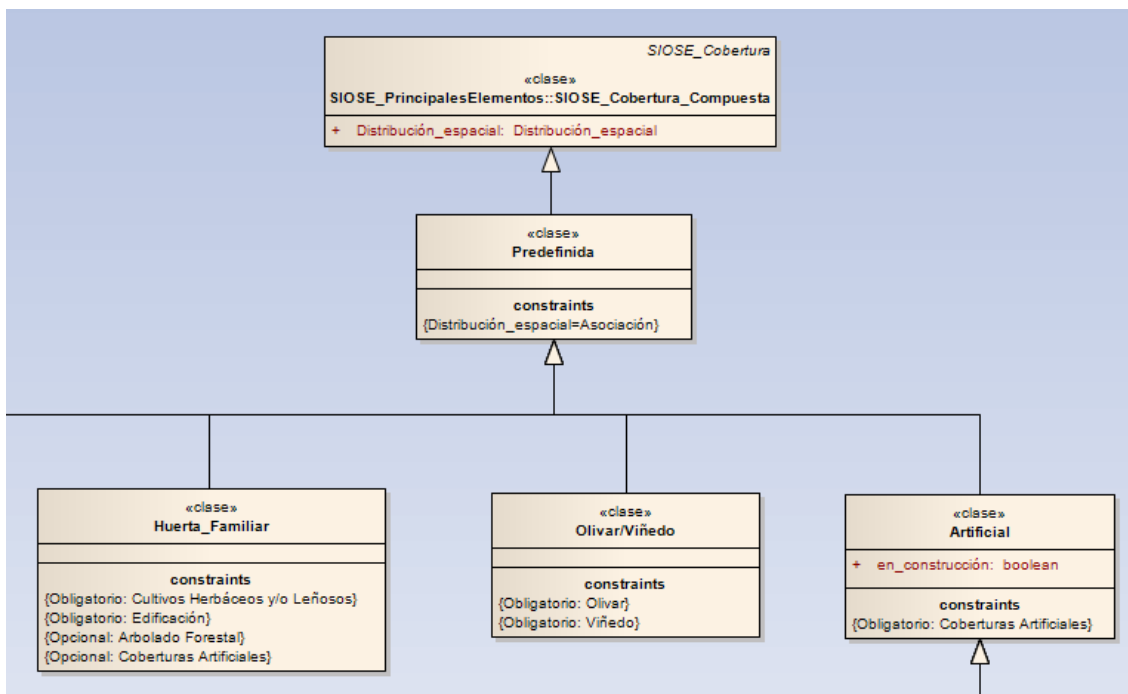 SIOSE_Cobertura
«clase»
SIOSE_PrincipalesElementos::SIOSE_Cobertura_Compuesta
+ Distribución_espacial: Distribución_espacial
«clase»
Predefinida
constraints
{Distribución_espacial=Asociación}
«clase»
Huerta_Familiar
constraints
{Obligatorio: Cultivos Herbáceos y/o Leñosos}
{Obligatorio: Edificación}
{Opcional: Arbolado Forestal}
{Opcional: Coberturas Artificiales}
«clase»
Olivar/Viñedo
constraints
{Obligatorio: Olivar}
{Obligatorio: Viñedo}
«clase»
Artificial
+ en_construcción: boolean
constraints
{Obligatorio: Coberturas Artificiales}